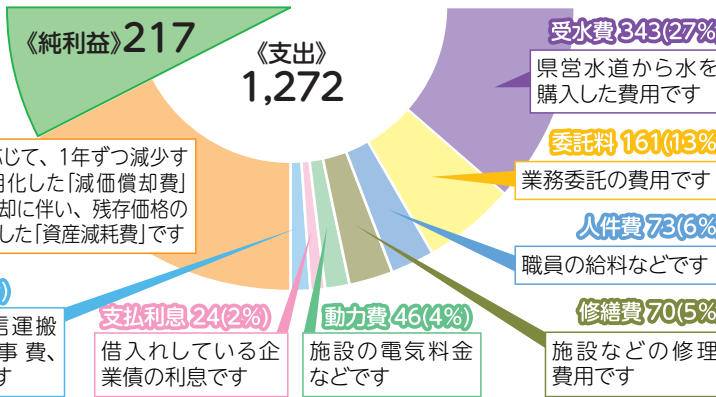 《純利益》217
《支出》
1,272
受水費 343(27%
県営水道から水を
購入した費用です
委託料 161(13%
業務委託の費用です
人件費 73(6%
職員の給料などです
修繕費 70(5%
施設などの修理
費用です
動力費 46(4%)
施設の電気料金
などです
支払利息 24(2%)
借入れしている企
業債の利息です
じて、1年ずつ減少す
用化した「減価償却費」
却に伴い、残存価格の
した「資産減耗費」です
)
信運搬
事費、
す